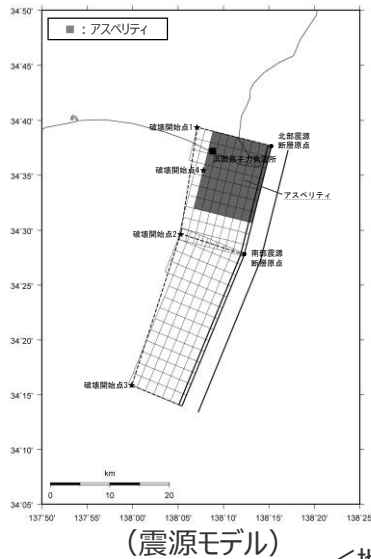 34˚50'
■ : アスペリティ
34˚45'
34˚40'
破壊開始点1
北部震源
断層原点
浜岡原子力発電所
34˚35'
破壊開始点4
アスペリティ
破壊開始点2
34˚30'
南部震源
断層原点
34˚25'
34˚20'
破壊開始点3
34˚15'
34˚10'
km
0 10 20
34˚05'
137˚50' 137˚55' 138˚00' 138˚05' 138˚10' 138˚15' 138˚20' 138˚25'
(震源モデル)